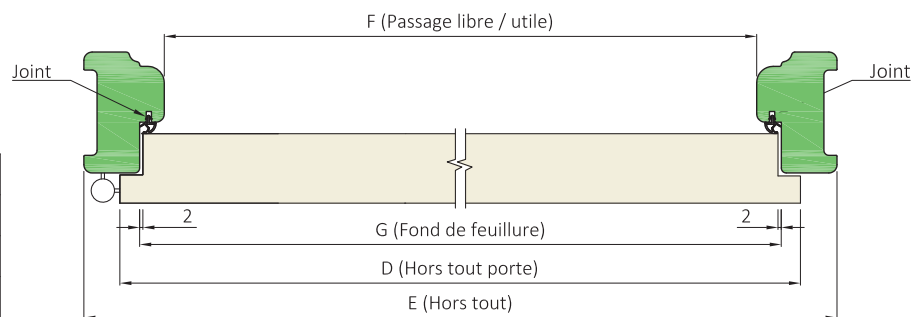 F (Passage libre / utile)
Joint
Joint
2
2
G (Fond de feuillure)
D (Hors tout porte)
E (Hors tout)